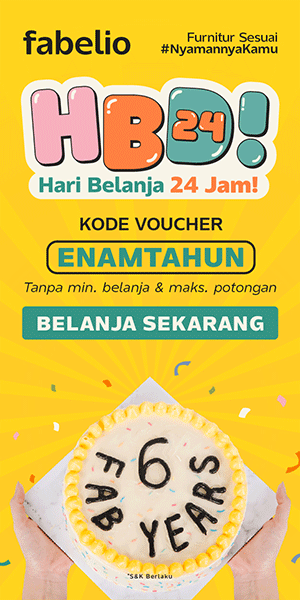 fabelio
Furnitur Sesuai
#NyamannyaKamu
HBD 24!
Hari Belanja 24 Jam!
KODE VOUCHER
ENAMTAHUN
Tanpa min. belanja & maks. potongan
BELANJA SEKARANG
6
FAB YEARS
*S&K Berlaku